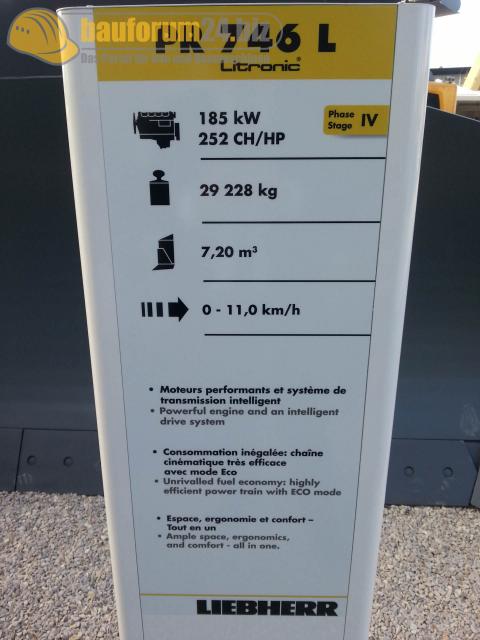 bauforum24.biz
PR 746 L
Litronic®
185 kW
252 CH/HP
Phase
Stage IV
29 228 kg
7,20 m³
0 - 11,0 km/h
• Moteurs performants et système de
transmission intelligent
• Powerful engine and an intelligent
drive system
• Consommation inégalée: chaîne
cinématique très efficace
avec mode Eco
• Unrivalled fuel economy: highly
efficient power train with ECO mode
• Espace, ergonomie et confort –
Tout en un
• Ample space, ergonomics,
and comfort - all in one.
LIEBHERR